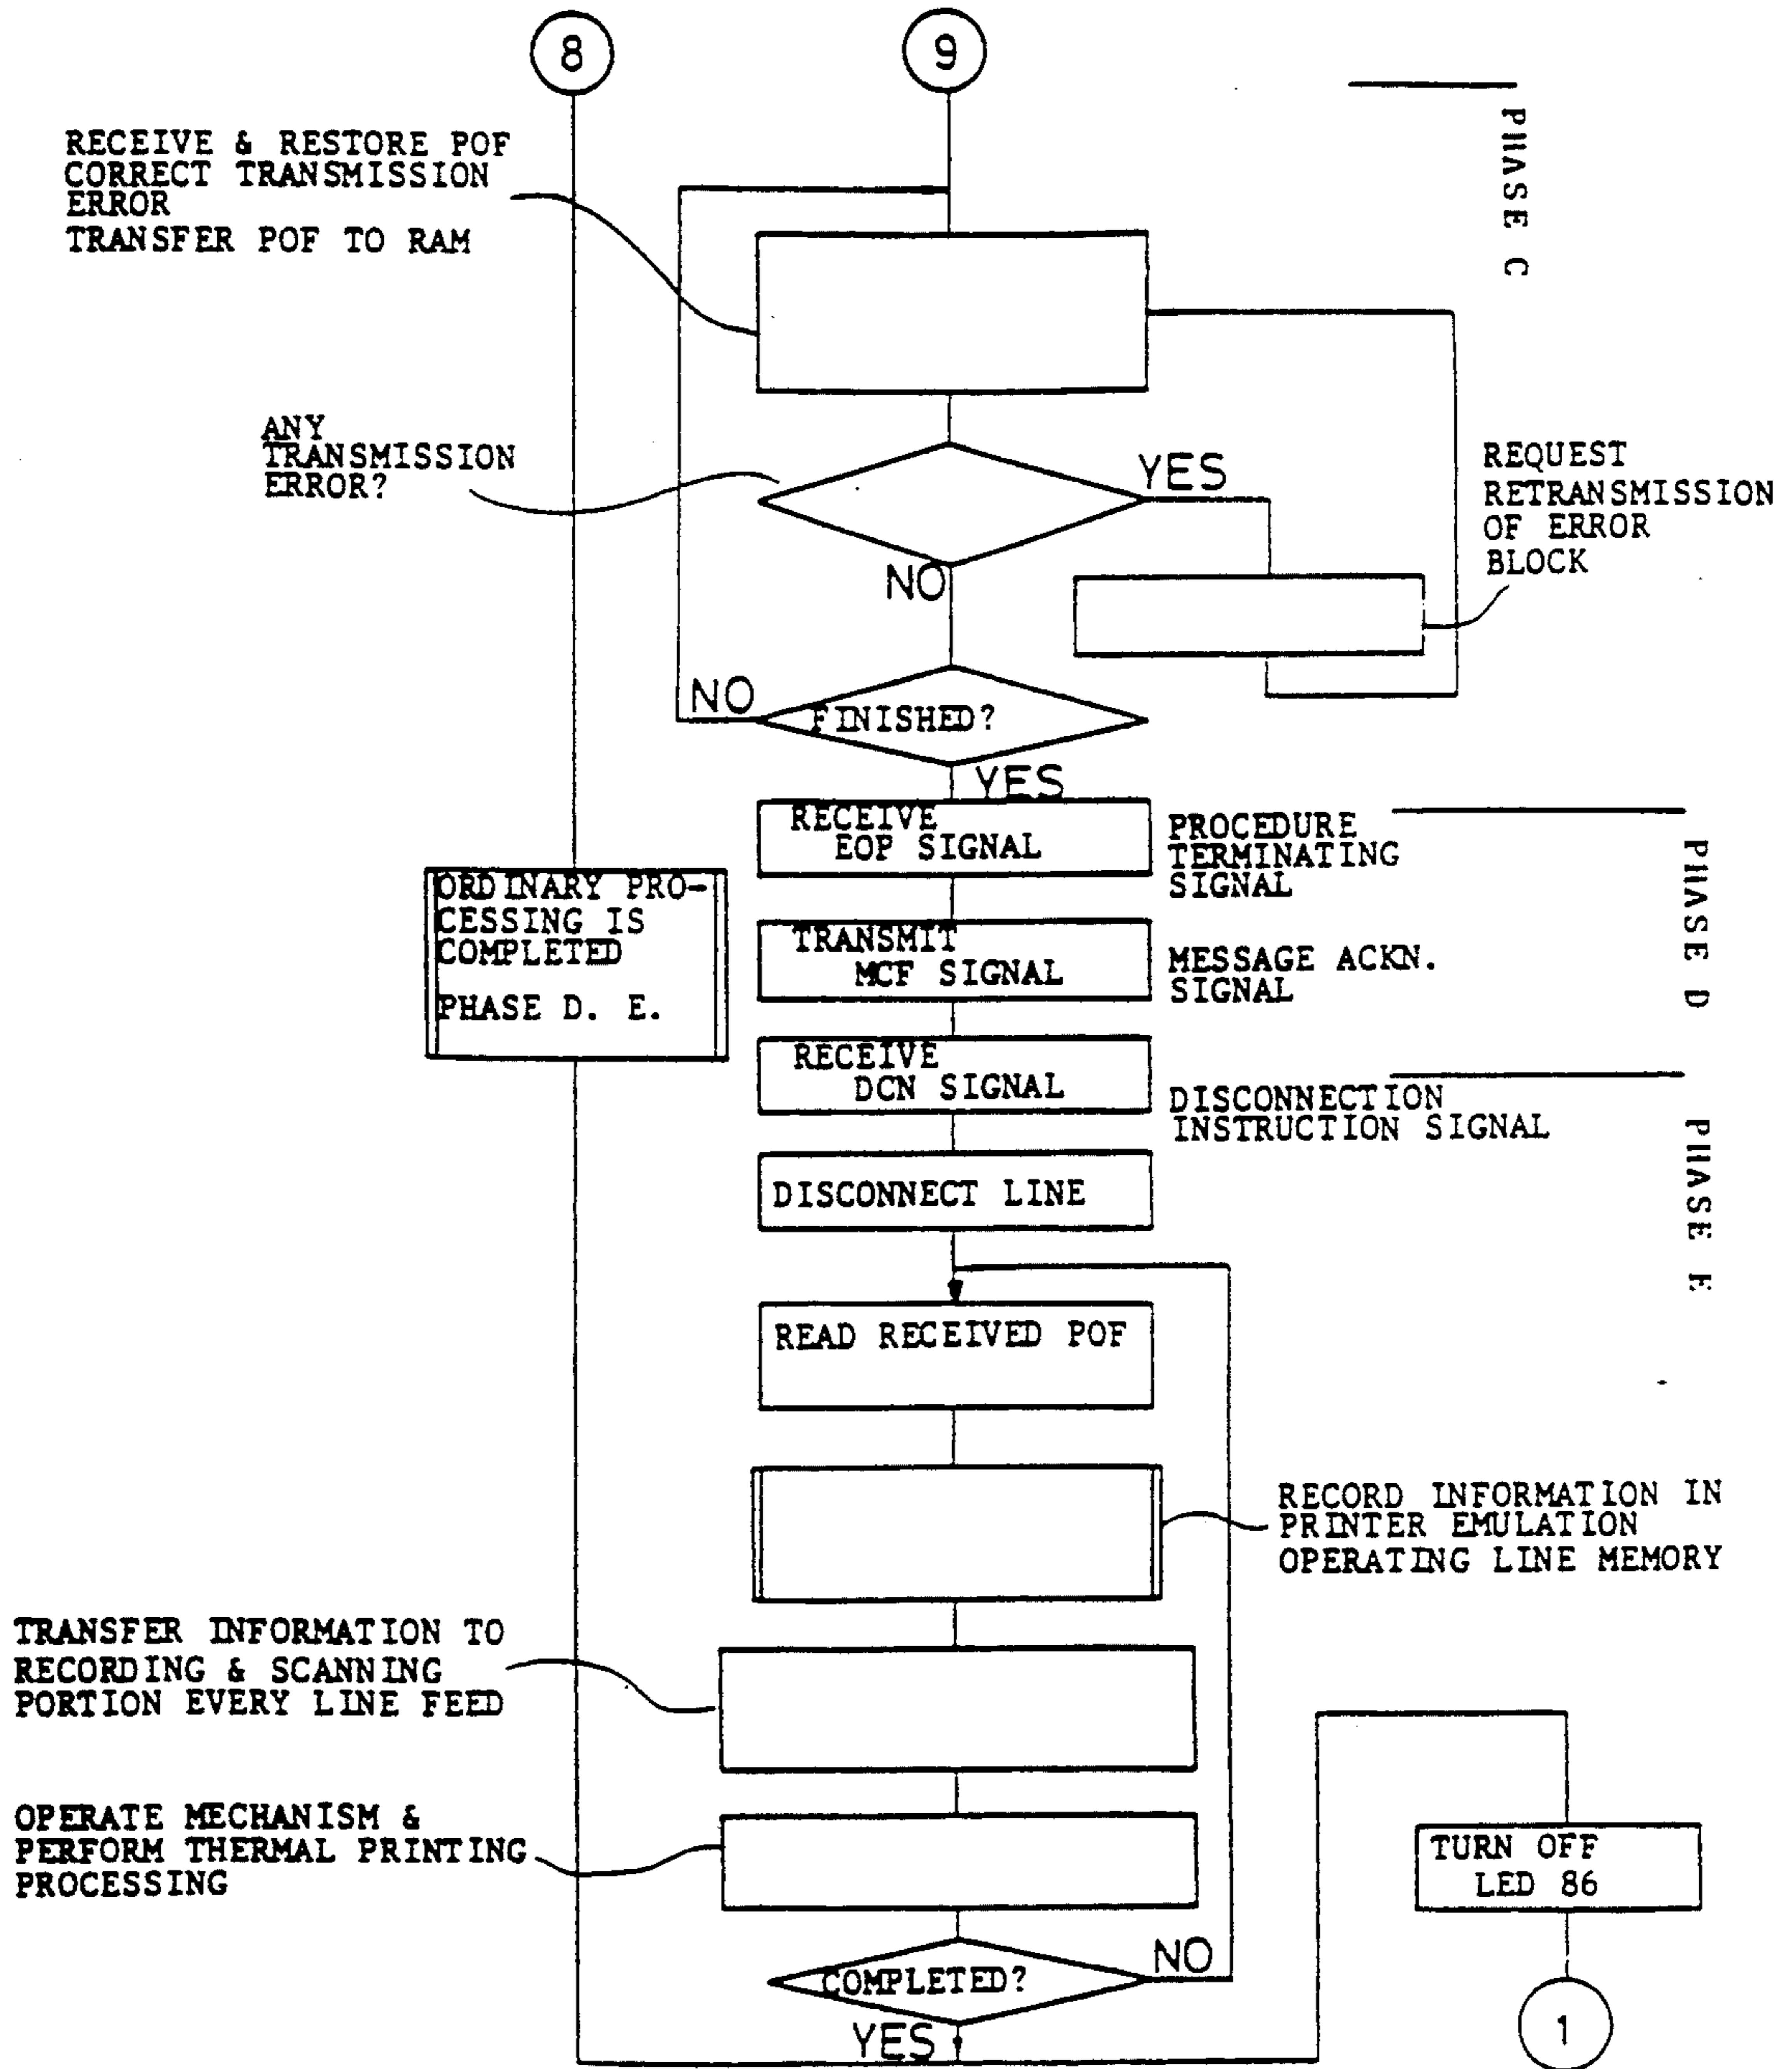 8
9
PHASE C
RECEIVE & RESTORE POF
CORRECT TRANSMISSION
ERROR
TRANSFER POF TO RAM
ANY
TRANSMISSION
ERROR?
YES
REQUEST
RETRANSMISSION
OF ERROR
BLOCK
NO
NO
FINISHED?
YES
RECEIVE
EOP SIGNAL
PROCEDURE
TERMINATING
SIGNAL
PHASE D
ORDINARY PRO-
CESSING IS
COMPLETED
PHASE D. E.
TRANSMIT
MCF SIGNAL
MESSAGE ACKN.
SIGNAL
RECEIVE
DCN SIGNAL
DISCONNECTION
INSTRUCTION SIGNAL
PHASE E
DISCONNECT LINE
READ RECEIVED POF
RECORD INFORMATION IN
PRINTER EMULATION
OPERATING LINE MEMORY
TRANSFER INFORMATION TO
RECORDING & SCANNING
PORTION EVERY LINE FEED
OPERATE MECHANISM &
PERFORM THERMAL PRINTING
PROCESSING
TURN OFF
LED 86
COMPLETED?
NO
YES
1